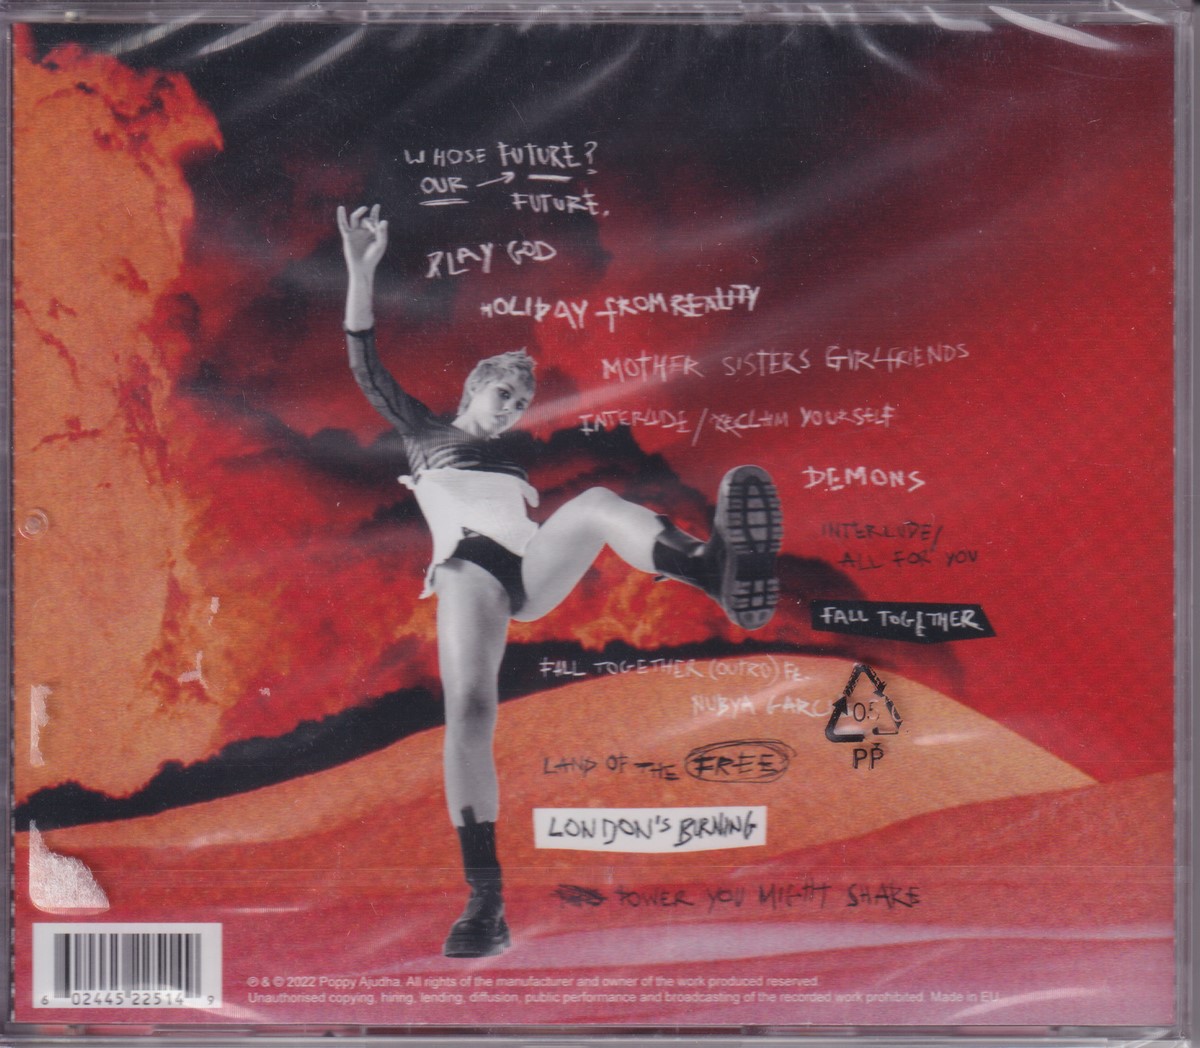 WHOSE FUTURE?
OUR → FUTURE.
PLAY GOD
HOLIDAY FROM REALITY
MOTHER SISTERS GIRLFRIENDS
INTERLUDE/RECLAIM YOURSELF
DEMONS
INTERLUDE/
ALL FOR YOU
FALL TOGETHER
FALL TOGETHER (OUTRO) FE.
NUBYA GARC
05
PP
LAND OF THE FREE
LONDON'S BURNING
POWER YOU MIGHT SHARE
6 02445 22514 9
℗ & © 2022 Poppy Ajudha. All rights of the manufacturer and owner of the work produced reserved.
Unauthorised copying, hiring, lending, diffusion, public performance and broadcasting of the recorded work prohibited. Made in EU.